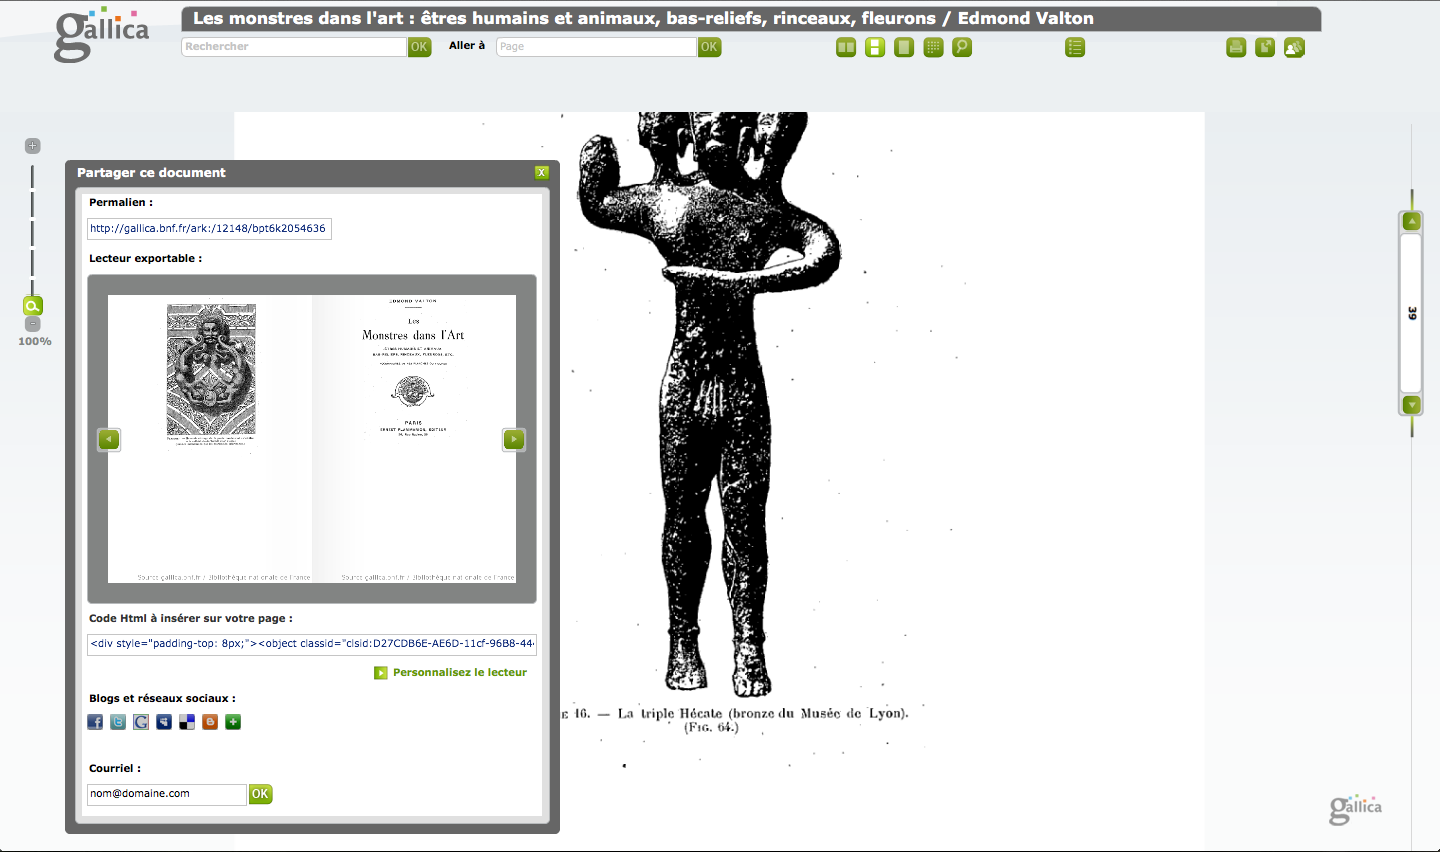 gallica
Les monstres dans l'art : êtres humains et animaux, bas-reliefs, rinceaux, fleurons / Edmond Valton
Rechercher
OK
Aller à
Page
OK
100%
Partager ce document
X
Permalien :
http://gallica.bnf.fr/ark:/12148/bpt6k2054636
Lecteur exportable :
EDMOND VALTON
Les
Monstres dans l'Art
PARIS
ERNEST FLAMMARION, EDITEUR
Source gallica.bnf.fr / Bibliothèque nationale de France
Source gallica.bnf.fr / Bibliothèque nationale de France
Code Html à insérer sur votre page :
<div style="padding-top: 8px;"><object classid="clsid:D27CDB6E-AE6D-11cf-96B8-44
Personnalisez le lecteur
Blogs et réseaux sociaux :
Courriel :
nom@domaine.com
OK
E 16. — La triple Hécate (bronze du Musée de Lyon).
(FIG. 64.)
39
gallica